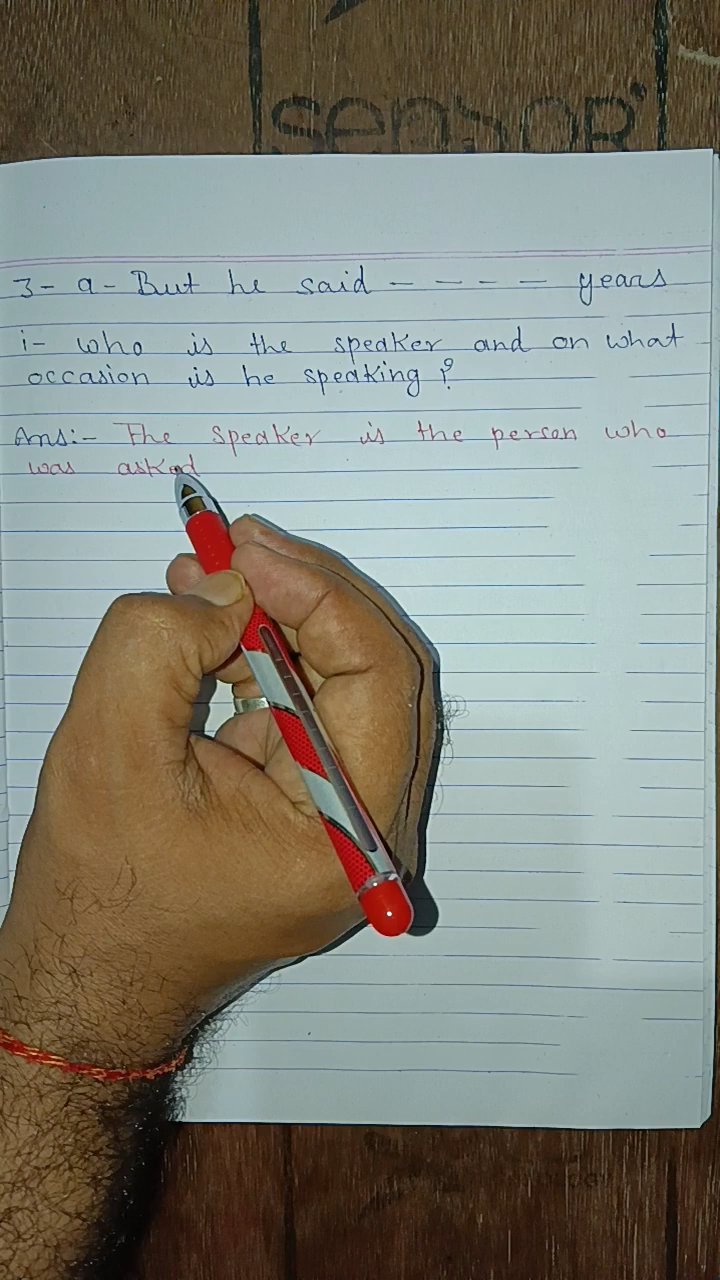 SenSOR
3- a- But he said - - - - years
i- who is the speaker and on what
occasion is he speaking ?
Ans:- The speaker is the person who
was asked